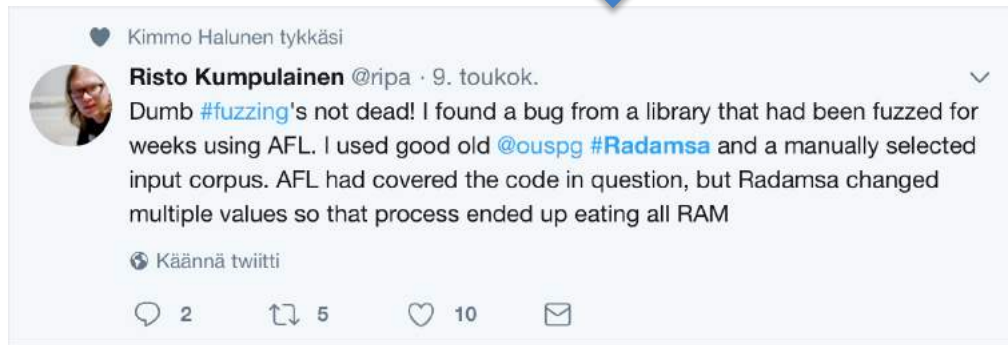 Kimmo Halunen tykkäsi
Risto Kumpulainen @ripa · 9. toukok.
Dumb #fuzzing's not dead! I found a bug from a library that had been fuzzed for
weeks using AFL. I used good old @ouspg #Radamsa and a manually selected
input corpus. AFL had covered the code in question, but Radamsa changed
multiple values so that process ended up eating all RAM
Käännä twiitti
2 5 10